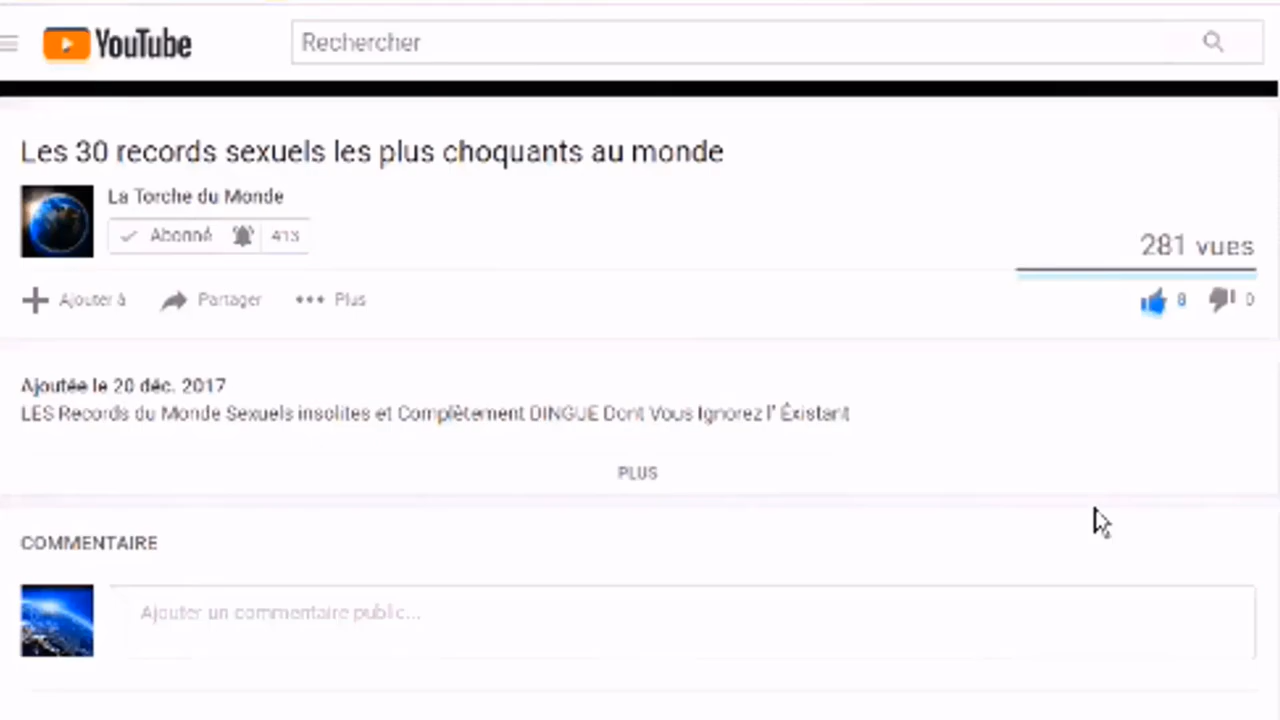 YouTube
Rechercher
Les 30 records sexuels les plus choquants au monde
La Torche du Monde
Abonné 413
281 vues
Ajouter à Partager Plus
8 0
Ajoutée le 20 déc. 2017
LES Records du Monde Sexuels insolites et Complètement DINGUE Dont Vous Ignorez l' Éxistant
PLUS
COMMENTAIRE
Ajouter un commentaire public...